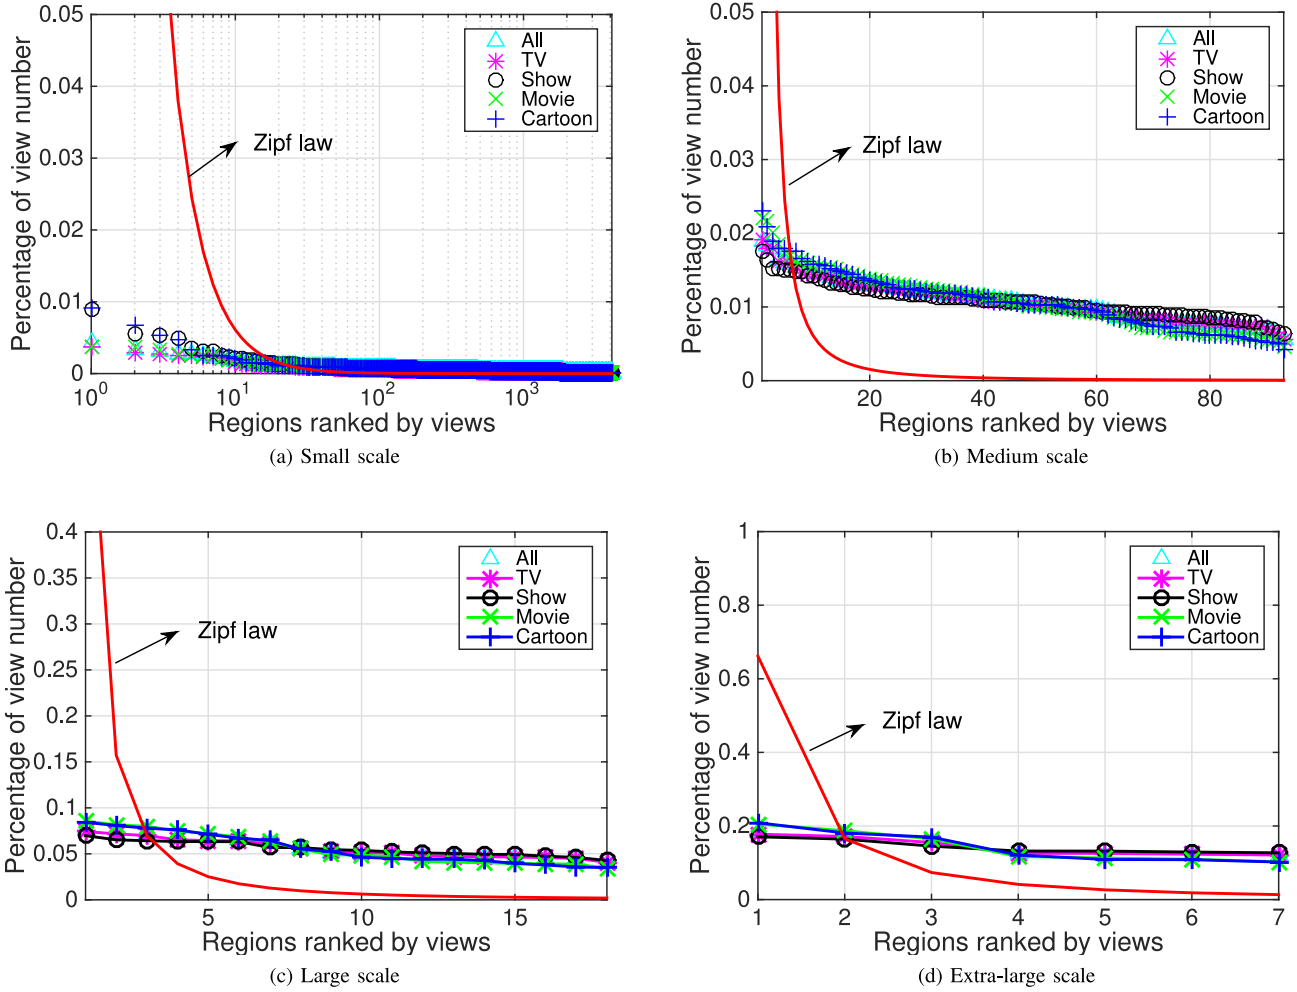 Percentage of view number
0.05
0.04
0.03
0.02
0.01
0
All
TV
Show
Movie
Cartoon
Zipf law
10^0 10^1 10^2 10^3
Regions ranked by views
(a) Small scale
Percentage of view number
0.05
0.04
0.03
0.02
0.01
0
All
TV
Show
Movie
Cartoon
Zipf law
20 40 60 80
Regions ranked by views
(b) Medium scale
Percentage of view number
0.4
0.35
0.3
0.25
0.2
0.15
0.1
0.05
0
All
TV
Show
Movie
Cartoon
Zipf law
5 10 15
Regions ranked by views
(c) Large scale
Percentage of view number
1
0.8
0.6
0.4
0.2
0
All
TV
Show
Movie
Cartoon
Zipf law
1 2 3 4 5 6 7
Regions ranked by views
(d) Extra-large scale